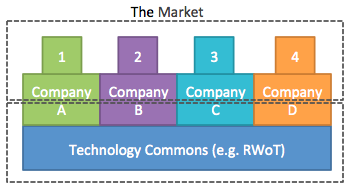 The Market
1 2 3 4
Company Company Company Company
A B C D
Technology Commons (e.g. RWoT)